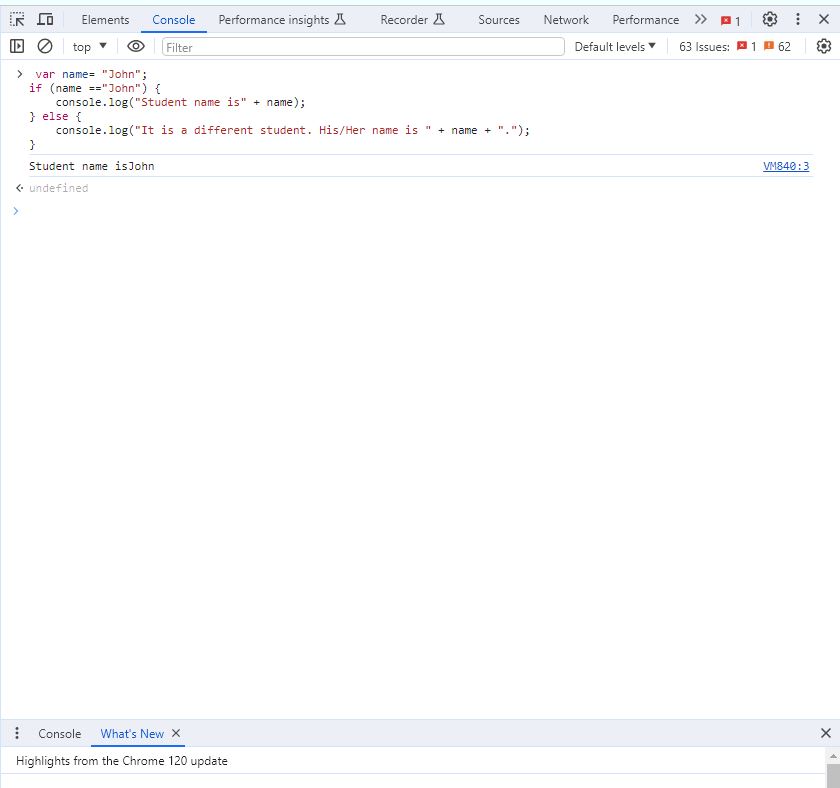 Elements Console Performance insights Recorder Sources Network Performance 1
top Filter Default levels 63 Issues: 1 62
var name= "John";
if (name =="John") {
console.log("Student name is" + name);
} else {
console.log("It is a different student. His/Her name is " + name + ".");
}
Student name isJohn VM840:3
undefined
Console What's New
Highlights from the Chrome 120 update